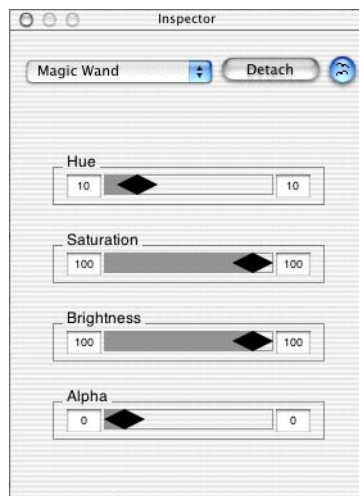 Inspector
Magic Wand Detach
Hue
10 10
Saturation
100 100
Brightness
100 100
Alpha
0 0